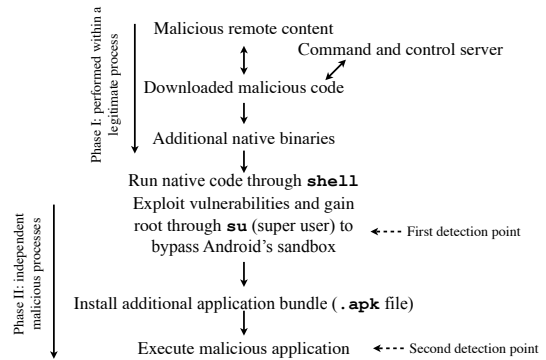 Malicious remote content
Command and control server
Downloaded malicious code
Additional native binaries
Phase I: performed within a
legitimate process
Run native code through shell
Exploit vulnerabilities and gain
root through su (super user) to
bypass Android's sandbox
First detection point
Install additional application bundle (.apk file)
Execute malicious application
Second detection point
Phase II: independent
malicious processes